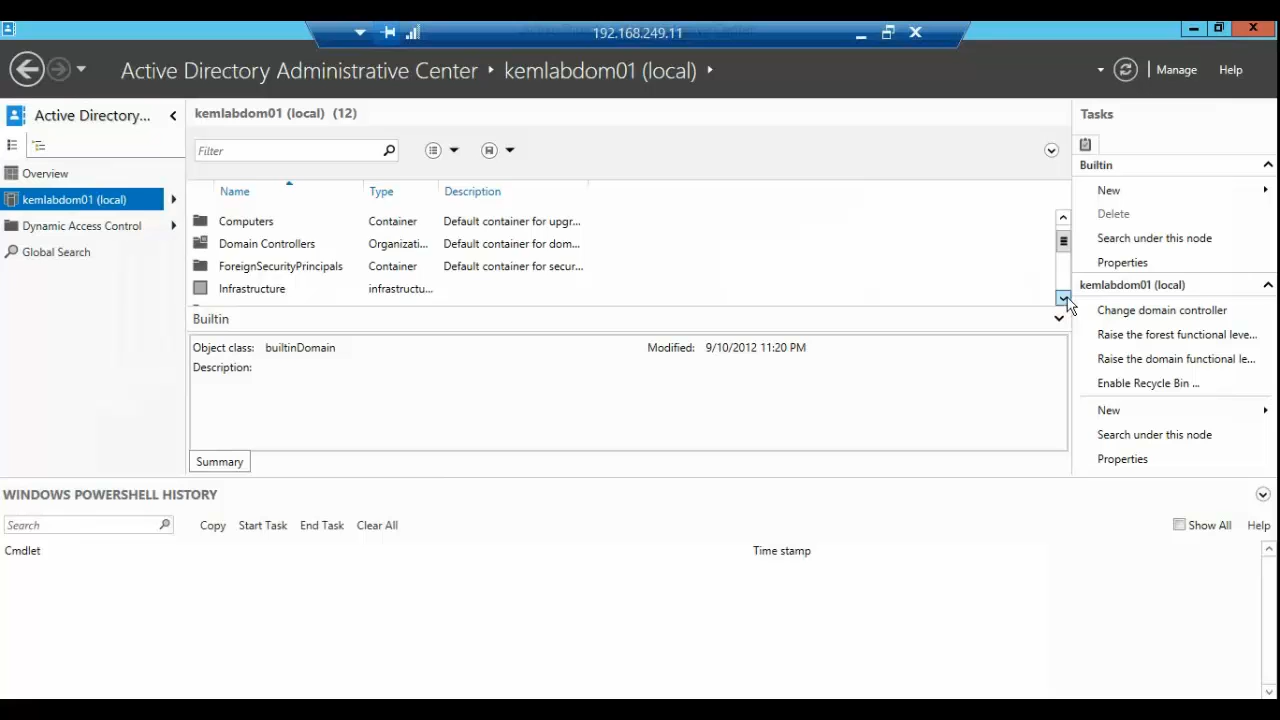 192.168.249.11
Active Directory Administrative Center ‣ kemlabdom01 (local) ‣
Manage
Help
Active Directory...
Overview
kemlabdom01 (local)
Dynamic Access Control
Global Search
kemlabdom01 (local) (12)
Filter
Name Type Description
Computers Container Default container for upgr...
Domain Controllers Organizati... Default container for dom...
ForeignSecurityPrincipals Container Default container for secur...
Infrastructure infrastructu...
Builtin
Object class: builtinDomain Modified: 9/10/2012 11:20 PM
Description:
Summary
Tasks
Builtin
New
Delete
Search under this node
Properties
kemlabdom01 (local)
Change domain controller
Raise the forest functional leve...
Raise the domain functional le...
Enable Recycle Bin ...
New
Search under this node
Properties
WINDOWS POWERSHELL HISTORY
Search Copy Start Task End Task Clear All Show All Help
Cmdlet Time stamp